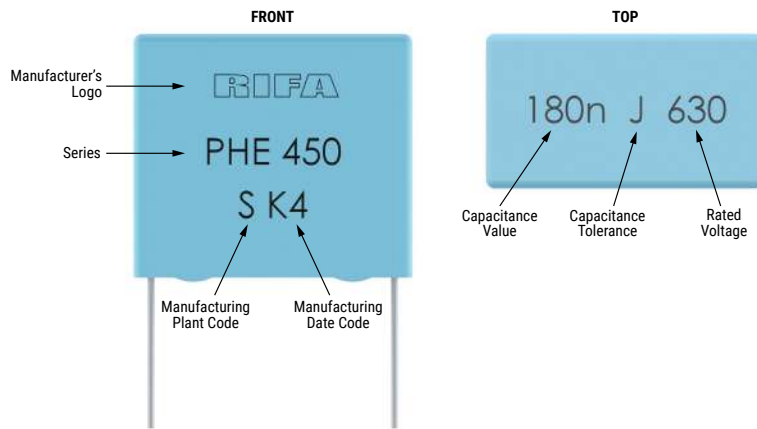 FRONT
Manufacturer's
Logo
RIFA
Series
PHE 450
S K4
Manufacturing
Plant Code
Manufacturing
Date Code
TOP
180n J 630
Capacitance
Value
Capacitance
Tolerance
Rated
Voltage